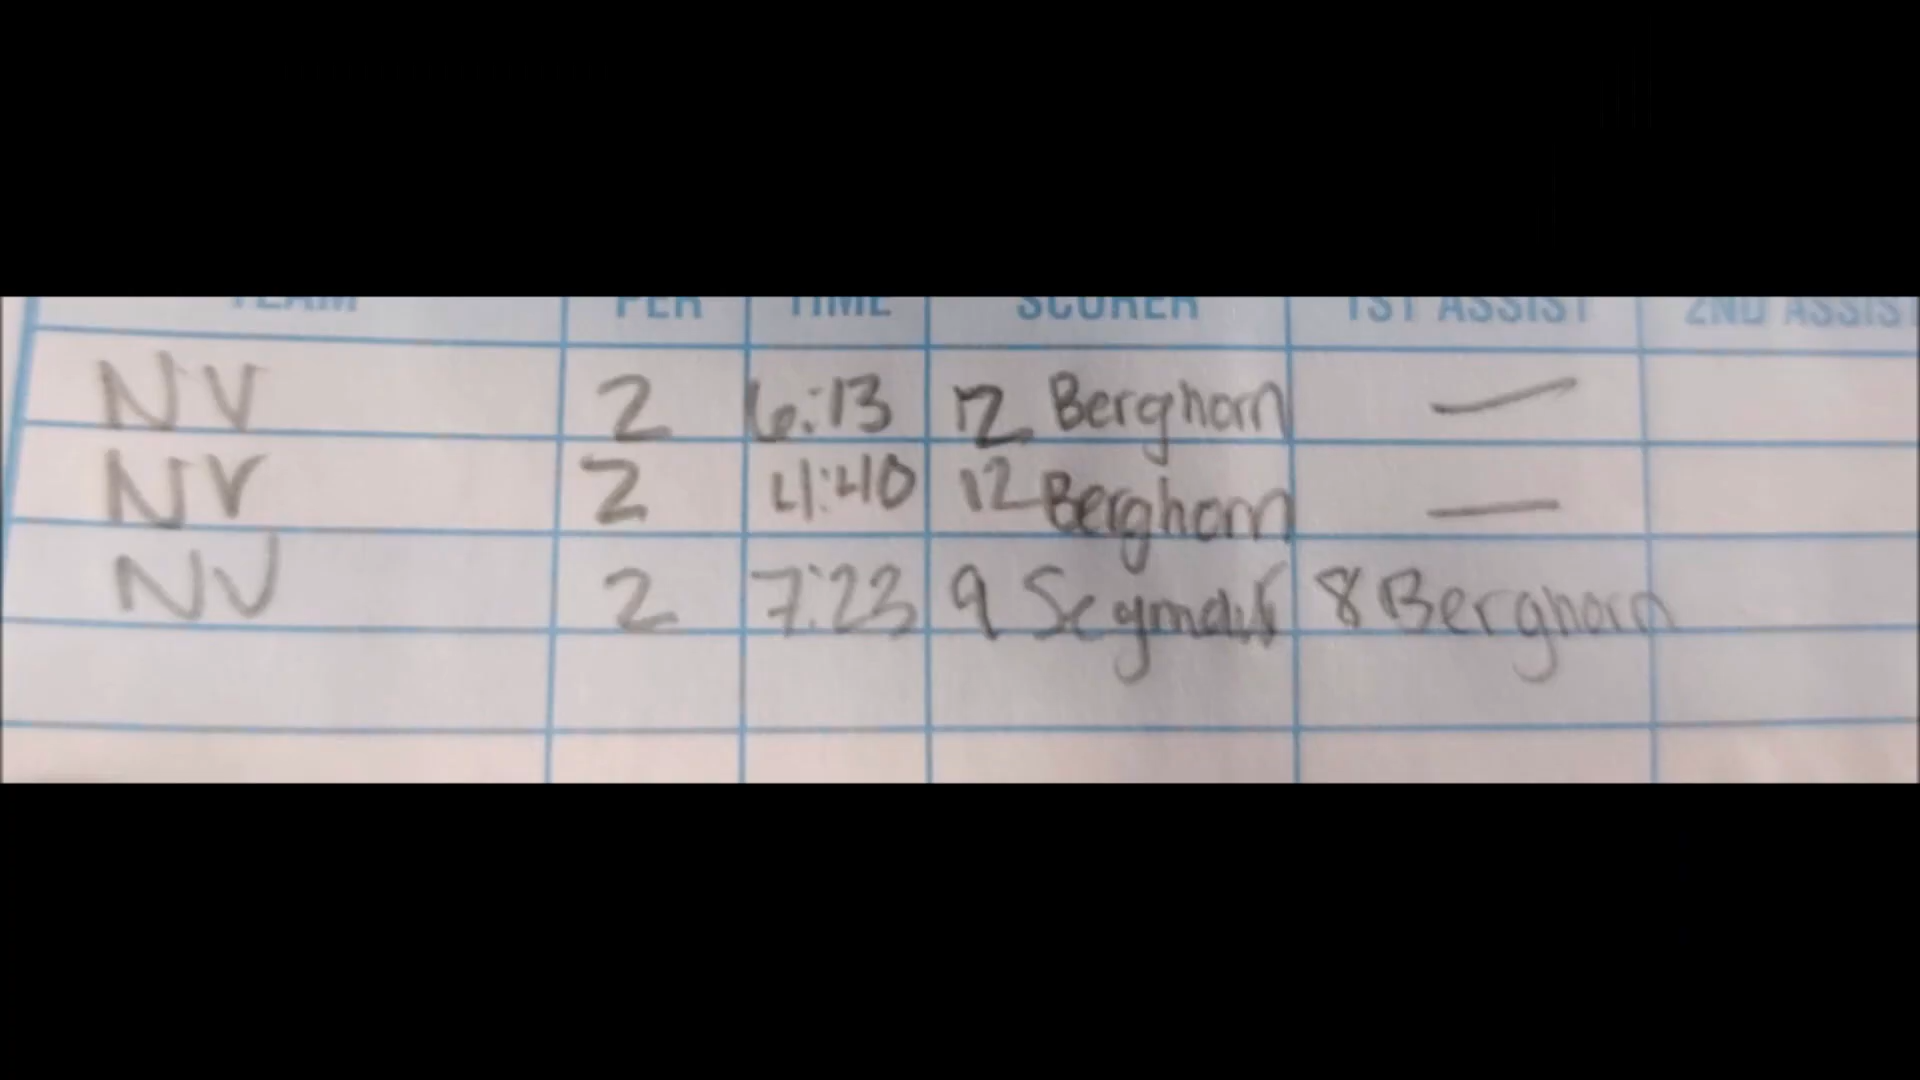 TEAM PER TIME SCORER 1ST ASSIST 2ND ASSIST
NV 2 6:13 12 Berghorn —
NV 2 4:40 12 Berghorn —
NV 2 7:23 9 8 Berghorn